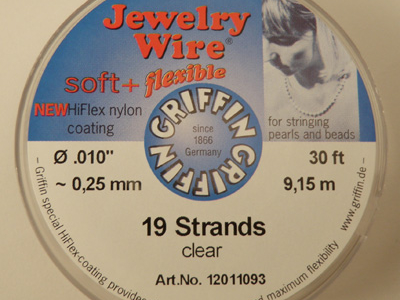 Jewelry
Wire®
soft+ flexible
NEW HiFlex nylon
coating
GRIFFIN GRIFFIN
since
1866
Germany
for stringing
pearls and beads
Ø .010"
30 ft
~ 0,25 mm
9,15 m
19 Strands
clear
Art.No. 12011093
– Griffin special HiFlex-coating provides
and maximum flexibility
www.griffin.de –